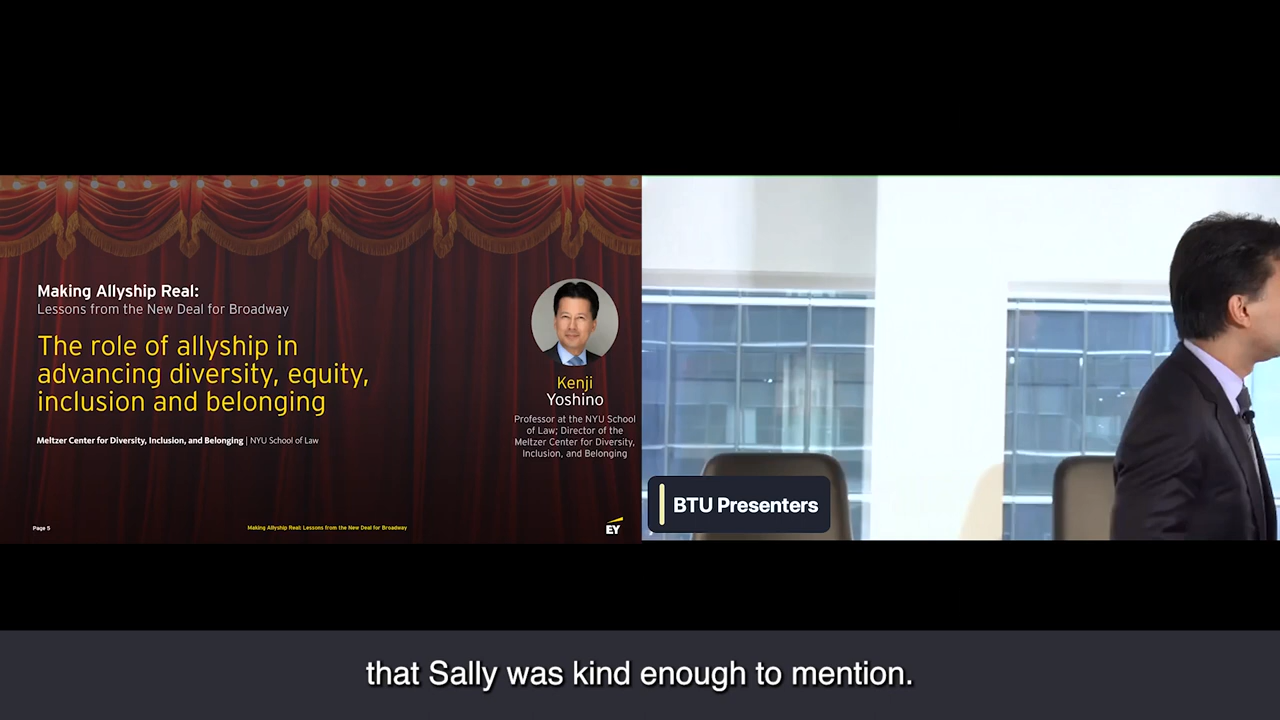 Making Allyship Real:
Lessons from the New Deal for Broadway
The role of allyship in
advancing diversity, equity,
inclusion and belonging
Meltzer Center for Diversity, Inclusion, and Belonging | NYU School of Law
Kenji
Yoshino
Professor at the NYU School
of Law; Director of the
Meltzer Center for Diversity,
Inclusion, and Belonging
Page 5
Making Allyship Real: Lessons from the New Deal for Broadway
EY
BTU Presenters
that Sally was kind enough to mention.